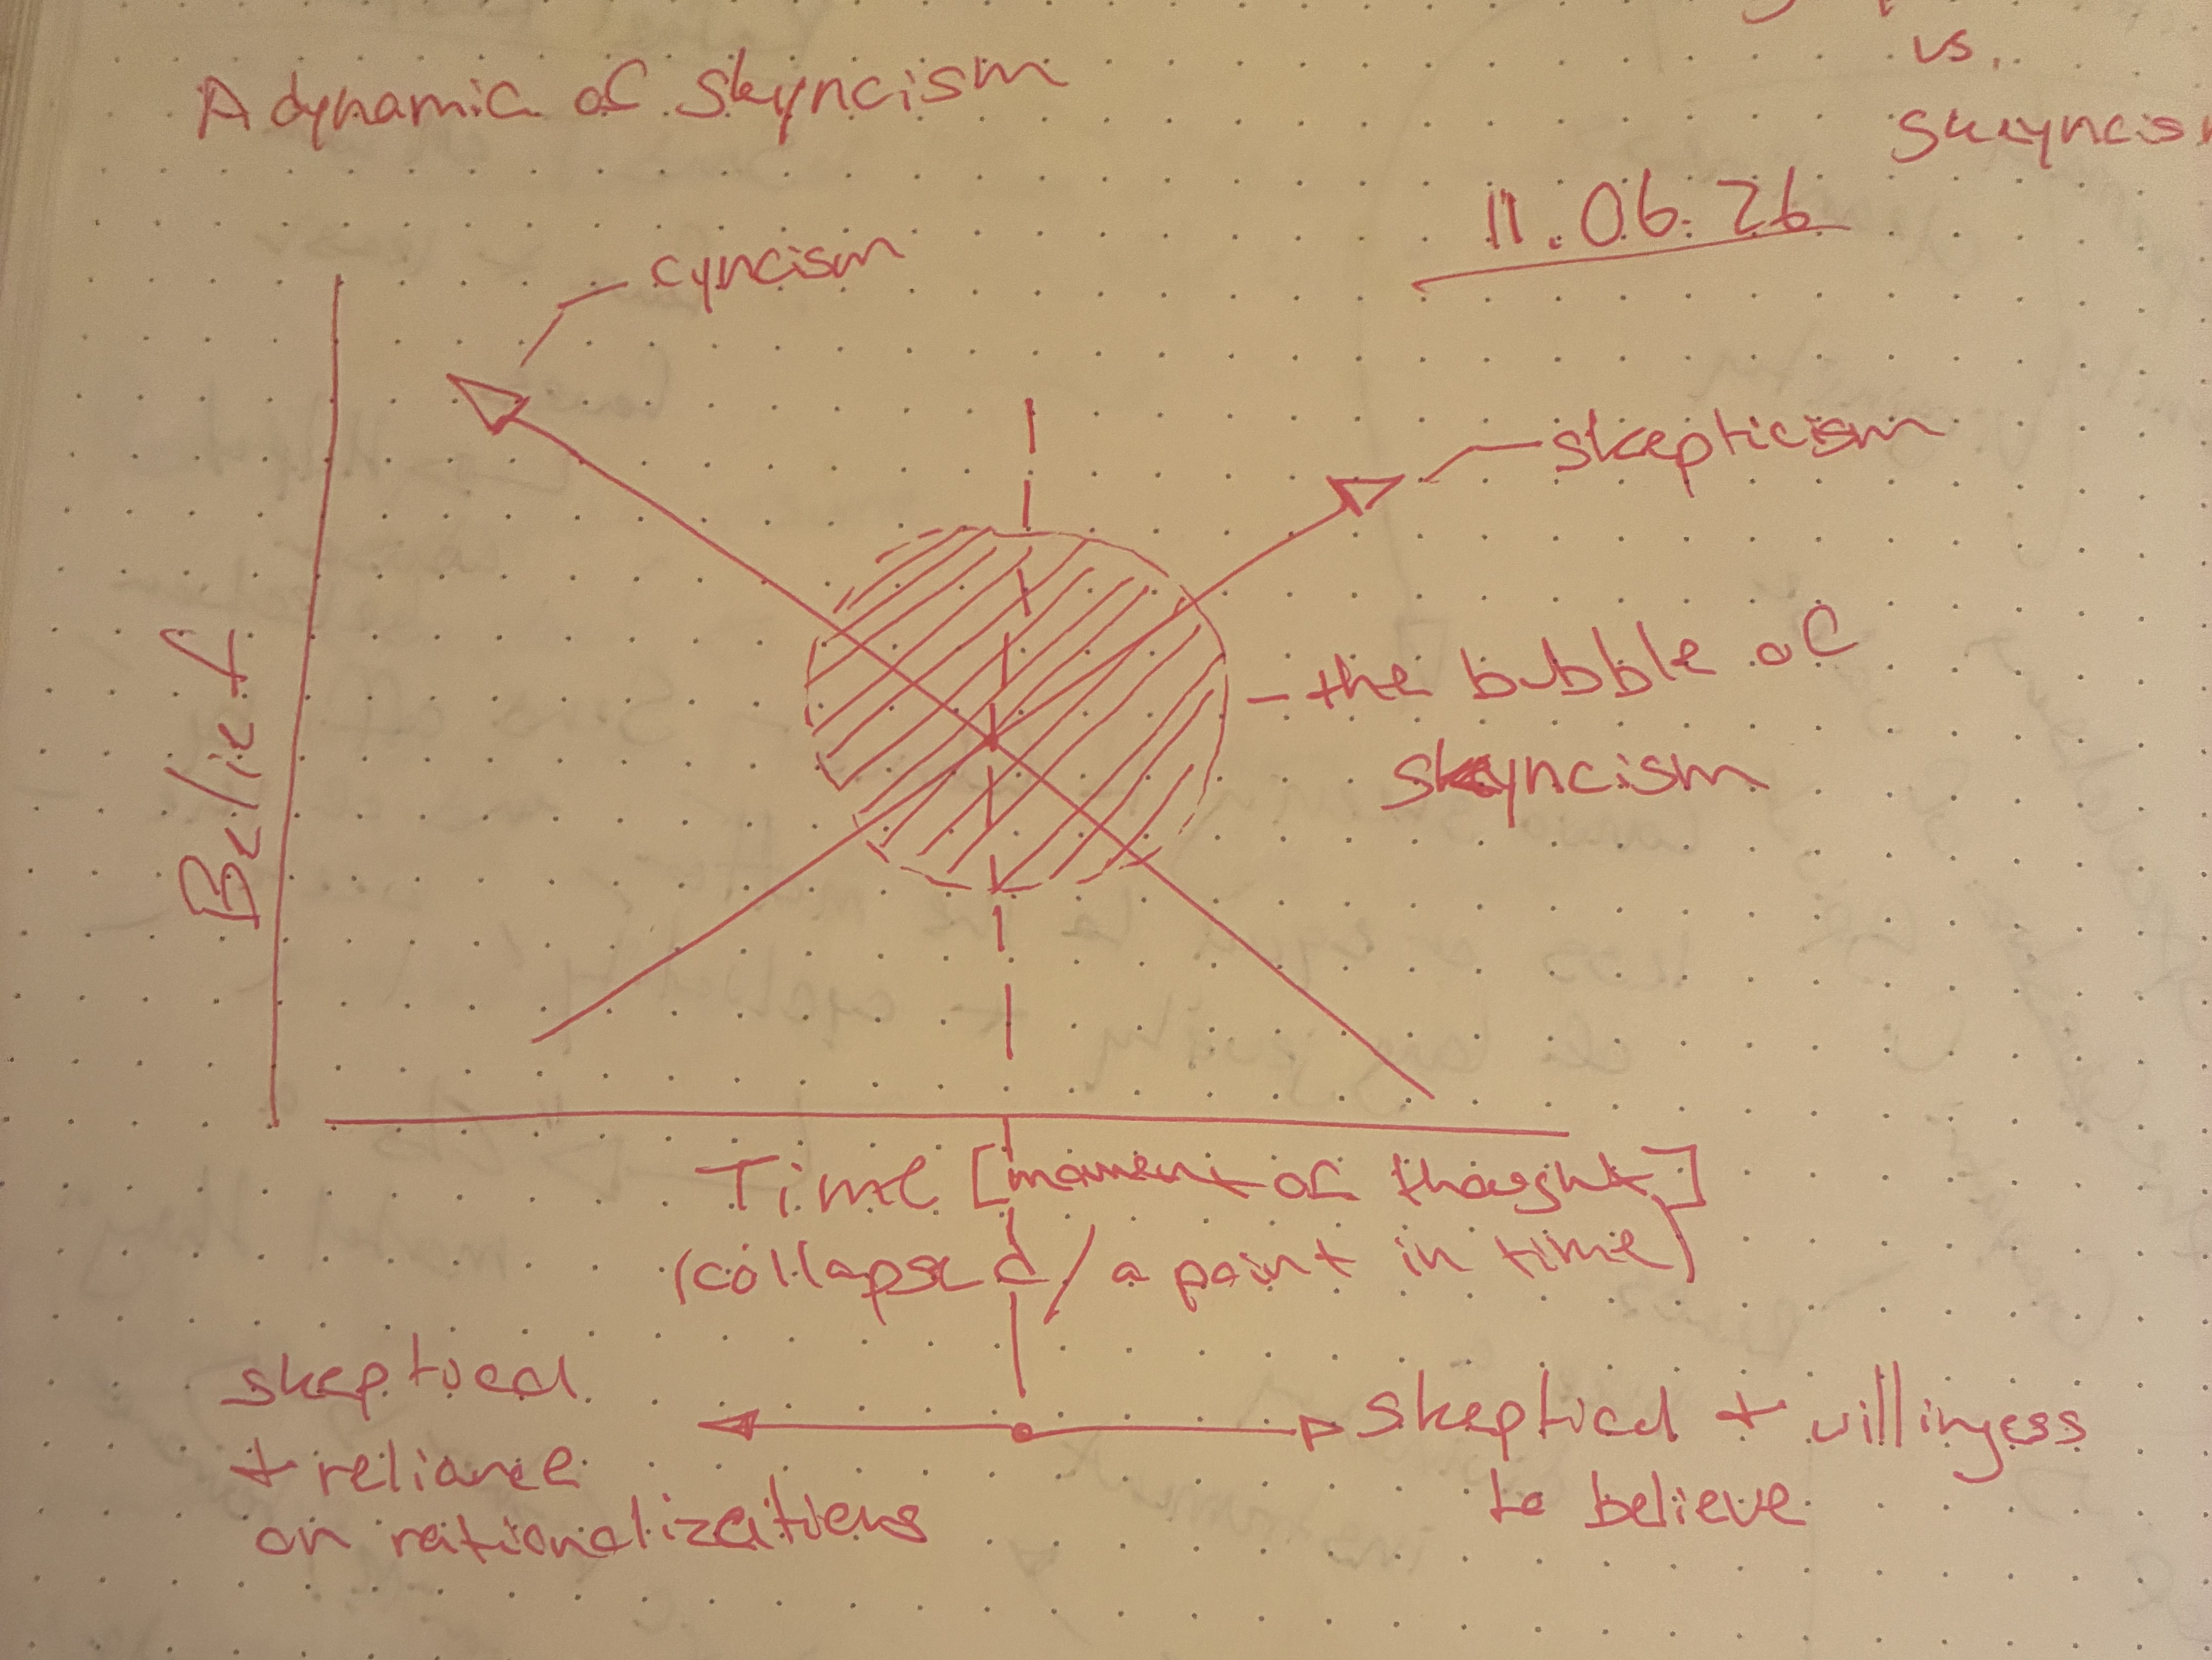 A dynamic of skyncism
vs.
11.06.26
cyncism
skepticism
the bubble of
skyncism
Belief
Time [moment of thought]
(collapsed / a point in time)
skeptical
+ reliance
on rationalizations
skeptical + willingess
to believe